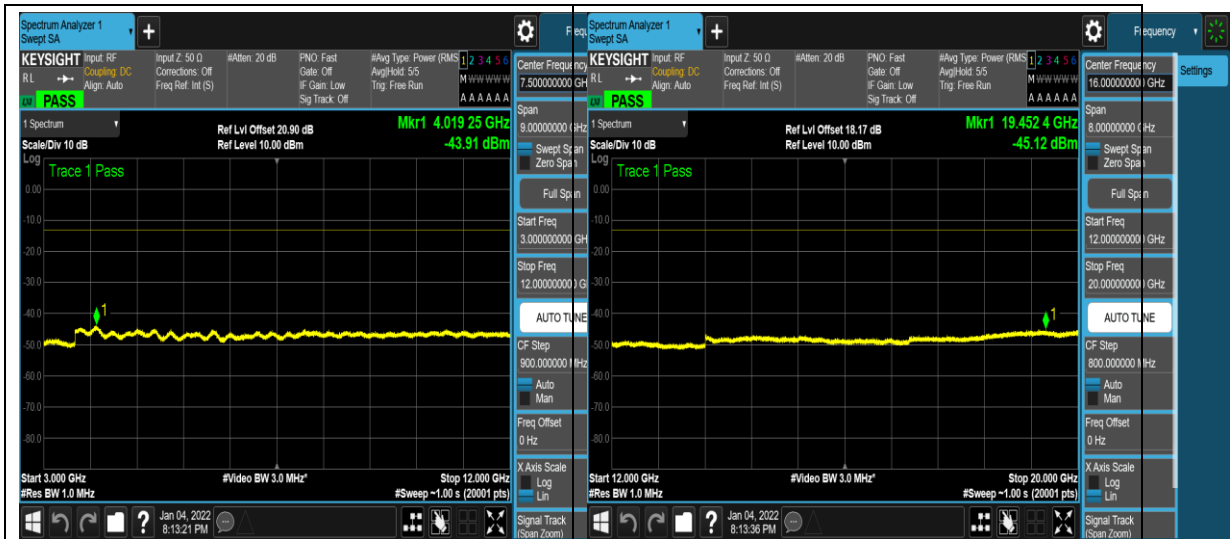 Spectrum Analyzer 1
Swept SA
+
Frequ
KEYSIGHT
Input: RF
Coupling: DC
Align: Auto
Input Z: 50 Ω
Corrections: Off
Freq Ref: Int (S)
#Atten: 20 dB
PNO: Fast
Gate: Off
IF Gain: Low
Sig Track: Off
#Avg Type: Power (RMS
Avg|Hold: 5/5
Trig: Free Run
1 2 3 4 5 6
M W W W W W
A A A A A A
RL
PASS
1 Spectrum
Scale/Div 10 dB
Ref Lvl Offset 20.90 dB
Ref Level 10.00 dBm
Mkr1 4.019 25 GHz
-43.91 dBm
Log
Trace 1 Pass
0.00
-10.0
-20.0
-30.0
-40.0
-50.0
-60.0
-70.0
-80.0
1
Start 3.000 GHz
#Res BW 1.0 MHz
#Video BW 3.0 MHz*
Stop 12.000 GHz
#Sweep ~1.00 s (20001 pts)
Jan 04, 2022
8:13:21 PM
Center Frequency
7.500000000 GH
Span
9.00000000 GHz
Swept Span
Zero Span
Full Span
Start Freq
3.000000000 GH
Stop Freq
12.000000000 G
AUTO TUNE
CF Step
900.000000 MHz
Auto
Man
Freq Offset
0 Hz
X Axis Scale
Log
Lin
Signal Track
(Span Zoom)
Spectrum Analyzer 1
Swept SA
+
Frequency
Settings
KEYSIGHT
Input: RF
Coupling: DC
Align: Auto
Input Z: 50 Ω
Corrections: Off
Freq Ref: Int (S)
#Atten: 20 dB
PNO: Fast
Gate: Off
IF Gain: Low
Sig Track: Off
#Avg Type: Power (RMS
Avg|Hold: 5/5
Trig: Free Run
1 2 3 4 5 6
M W W W W W
A A A A A A
RL
PASS
1 Spectrum
Scale/Div 10 dB
Ref Lvl Offset 18.17 dB
Ref Level 10.00 dBm
Mkr1 19.452 4 GHz
-45.12 dBm
Log
Trace 1 Pass
0.00
-10.0
-20.0
-30.0
-40.0
-50.0
-60.0
-70.0
-80.0
1
Start 12.000 GHz
#Res BW 1.0 MHz
#Video BW 3.0 MHz*
Stop 20.000 GHz
#Sweep ~1.00 s (20001 pts)
Jan 04, 2022
8:13:36 PM
Center Frequency
16.000000000 GHz
Span
8.00000000 GHz
Swept Span
Zero Span
Full Span
Start Freq
12.000000000 GHz
Stop Freq
20.000000000 GHz
AUTO TUNE
CF Step
800.000000 MHz
Auto
Man
Freq Offset
0 Hz
X Axis Scale
Log
Lin
Signal Track
(Span Zoom)